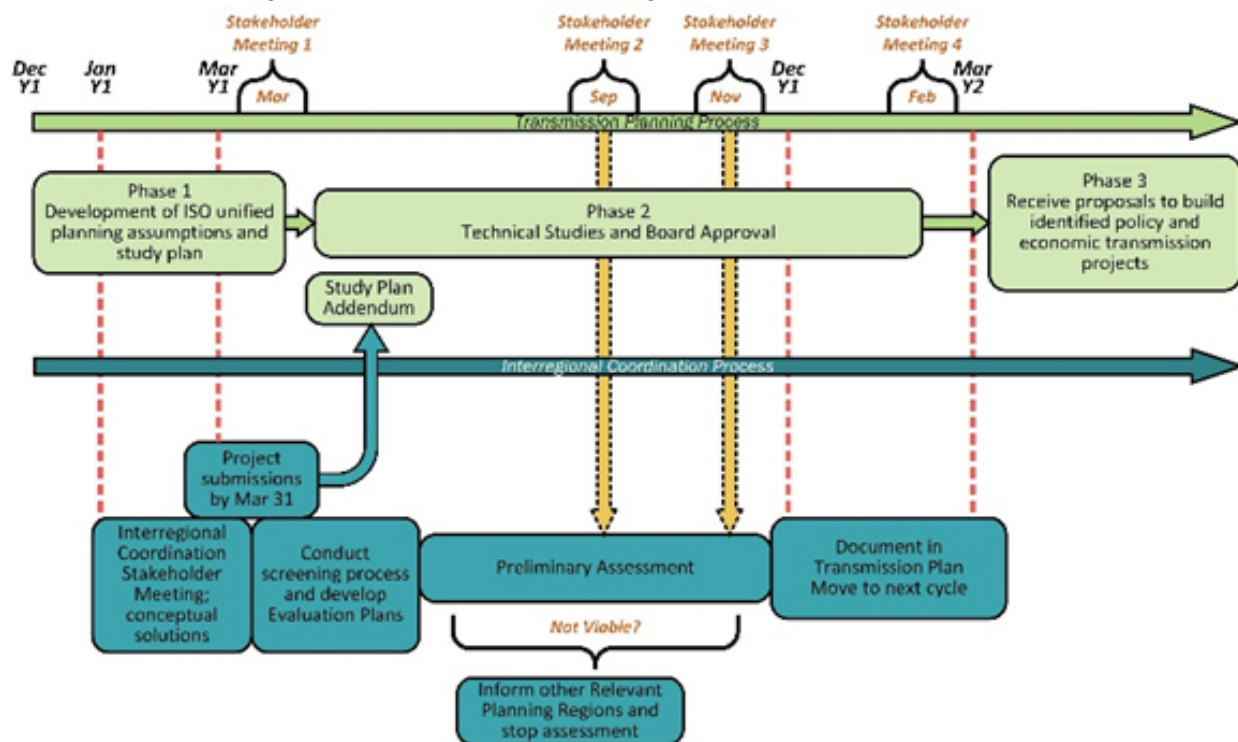 Stakeholder
Meeting 1
Stakeholder
Meeting 2
Stakeholder
Meeting 3
Stakeholder
Meeting 4
Dec
Y1
Jan
Y1
Mar
Y1
Mar
Sep
Nov
Dec
Y1
Feb
Mar
Y2
Transmission Planning Process
Phase 1
Development of ISO unified
planning assumptions and
study plan
Phase 2
Technical Studies and Board Approval
Phase 3
Receive proposals to build
identified policy and
economic transmission
projects
Study Plan
Addendum
Interregional Coordination Process
Project
submissions
by Mar 31
Interregional
Coordination
Stakeholder
Meeting;
conceptual
solutions
Conduct
screening process
and develop
Evaluation Plans
Preliminary Assessment
Document in
Transmission Plan
Move to next cycle
Not Viable?
Inform other Relevant
Planning Regions and
stop assessment